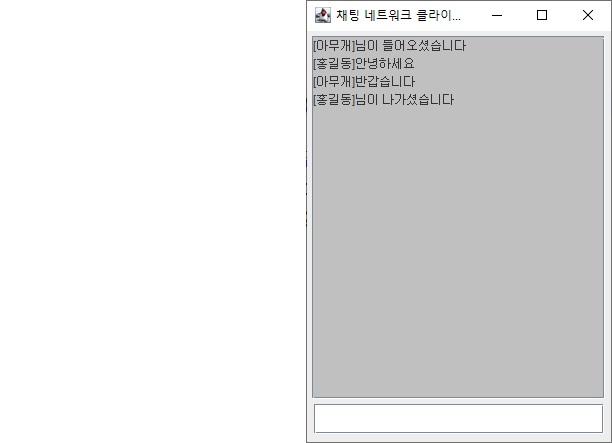 채팅 네트워크 클라이...
[아무개]님이 들어오셨습니다
[홍길동]안녕하세요
[아무개]반갑습니다
[홍길동]님이 나가셨습니다